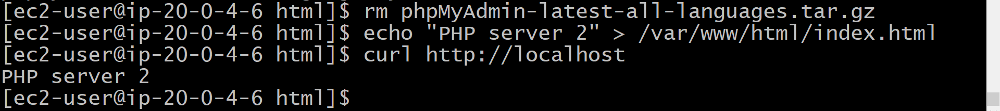 [ec2-user@ip-20-0-4-6 html]$ rm phpMyAdmin-latest-all-languages.tar.gz
[ec2-user@ip-20-0-4-6 html]$ echo "PHP server 2" > /var/www/html/index.html
[ec2-user@ip-20-0-4-6 html]$ curl http://localhost
PHP server 2
[ec2-user@ip-20-0-4-6 html]$